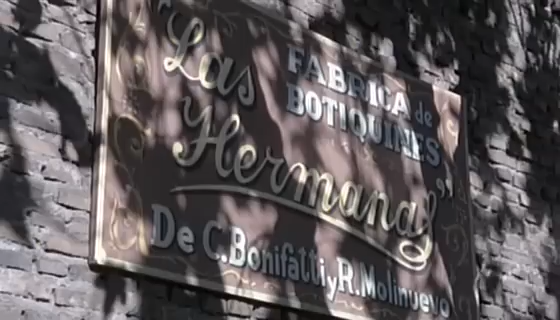 "Las
Hermanas"
FABRICA de
BOTIQUINES
De C. Bonifatti y R. Molinuevo